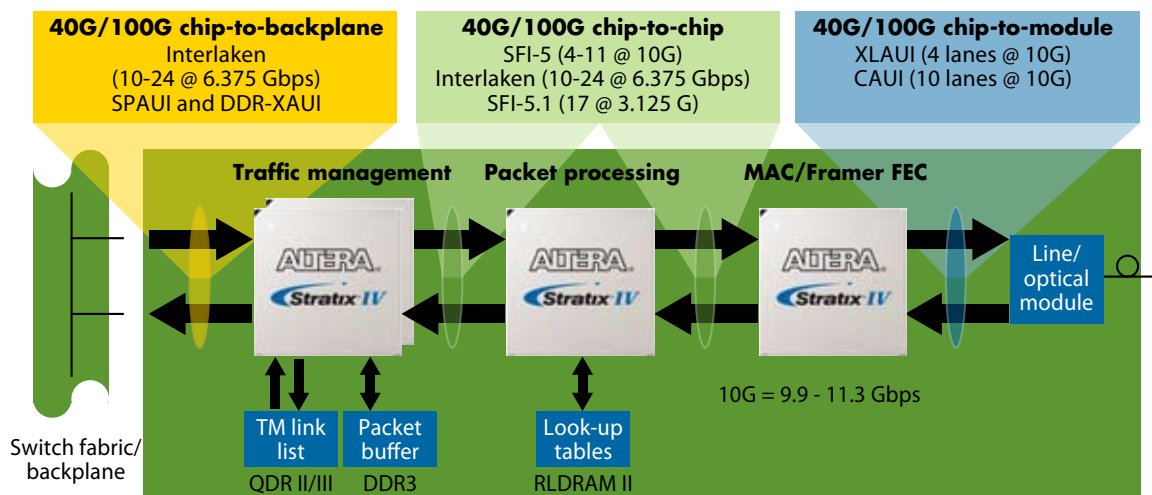 40G/100G chip-to-backplane
Interlaken
(10-24 @ 6.375 Gbps)
SPAUI and DDR-XAUI
40G/100G chip-to-chip
SFI-5 (4-11 @ 10G)
Interlaken (10-24 @ 6.375 Gbps)
SFI-5.1 (17 @ 3.125 G)
40G/100G chip-to-module
XLAUI (4 lanes @ 10G)
CAUI (10 lanes @ 10G)
Traffic management
Packet processing
MAC/Framer FEC
ALTERA.
Stratix IV
ALTERA.
Stratix IV
ALTERA.
Stratix IV
Line/
optical
module
10G = 9.9 - 11.3 Gbps
TM link
list
Packet
buffer
Look-up
tables
Switch fabric/
backplane
QDR II/III
DDR3
RLDRAM II